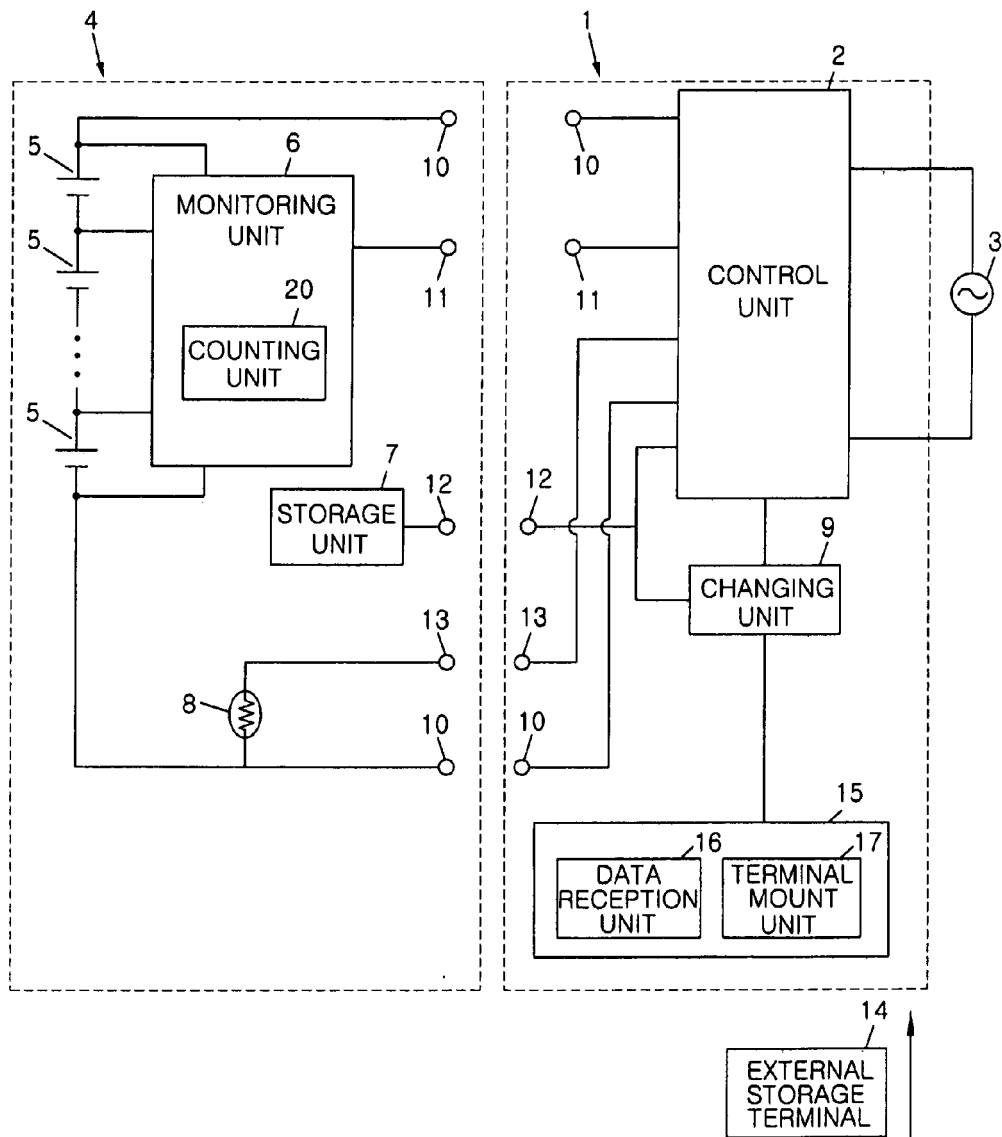 4
1
2
5
6
10
10
MONITORING
UNIT
3
5
11
11
CONTROL
UNIT
20
COUNTING
UNIT
5
7
12
12
STORAGE
UNIT
9
CHANGING
UNIT
13
13
8
10
10
15
16
17
DATA
RECEPTION
UNIT
TERMINAL
MOUNT
UNIT
14
EXTERNAL
STORAGE
TERMINAL